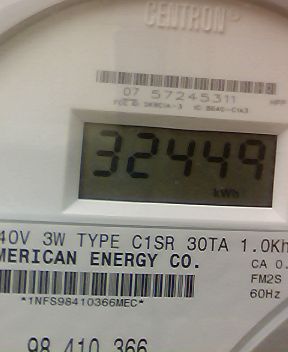 CENTRON®
07 57245311
32449
kWh
40V 3W TYPE C1SR 30TA 1.0Kh
MERICAN ENERGY CO.
CA 0.
FM2S
60Hz
*1NFS98410366MEC*
98 410 366